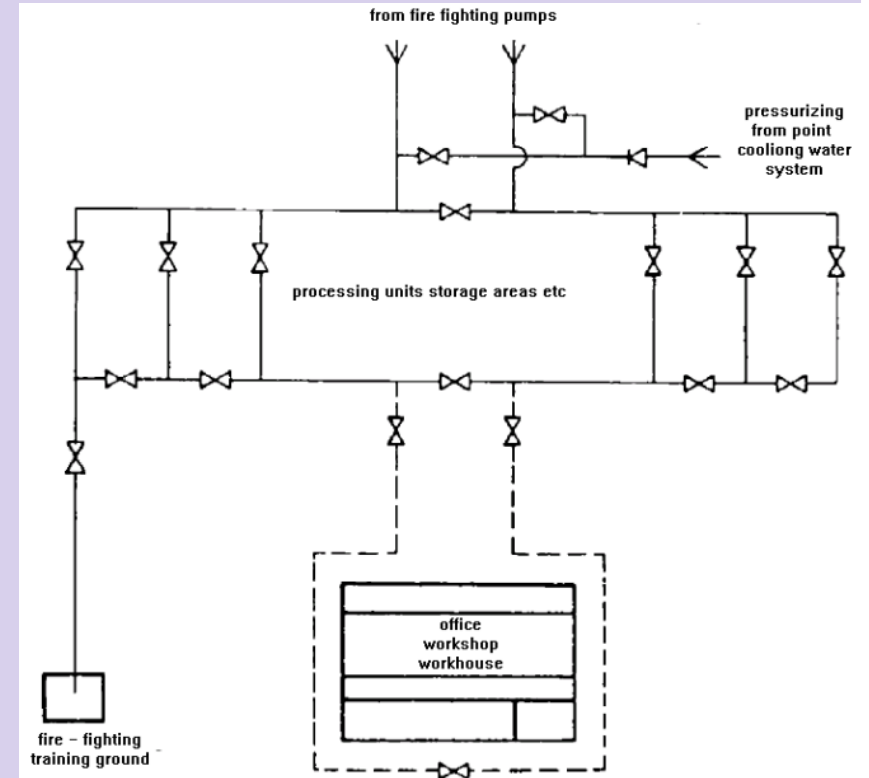 from fire fighting pumps
pressurizing
from point
cooliong water
system
processing units storage areas etc
office
workshop
workhouse
fire – fighting
training ground